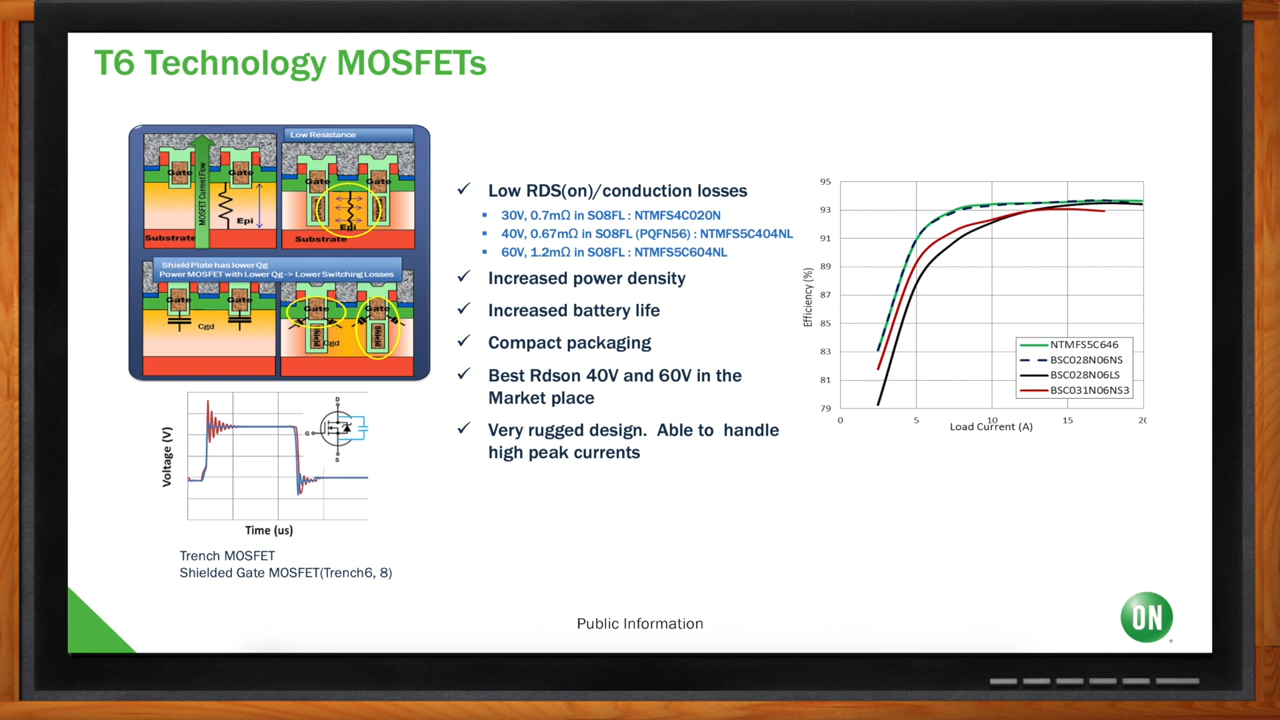 T6 Technology MOSFETs
Low Resistance
Gate
Gate
MOSFET Current Flow
Epi
Substrate
Gate
Gate
Epi
Substrate
Shield Plate has lower Qg
Power MOSFET with Lower Qg -> Lower Switching Losses
Gate
Gate
Cgd
Gate
Gate
Shield
Shield
Cgd
Voltage (V)
D
G
S
Time (us)
Trench MOSFET
Shielded Gate MOSFET(Trench6, 8)
✓ Low RDS(on)/conduction losses
▪ 30V, 0.7mΩ in SO8FL : NTMFS4C020N
▪ 40V, 0.67mΩ in SO8FL (PQFN56) : NTMFS5C404NL
▪ 60V, 1.2mΩ in SO8FL : NTMFS5C604NL
✓ Increased power density
✓ Increased battery life
✓ Compact packaging
✓ Best Rdson 40V and 60V in the
Market place
✓ Very rugged design. Able to handle
high peak currents
Efficiency (%)
95
93
91
89
87
85
83
81
79
NTMFS5C646
BSC028N06NS
BSC028N06LS
BSC031N06NS3
0
5
10
15
20
Load Current (A)
Public Information
ON